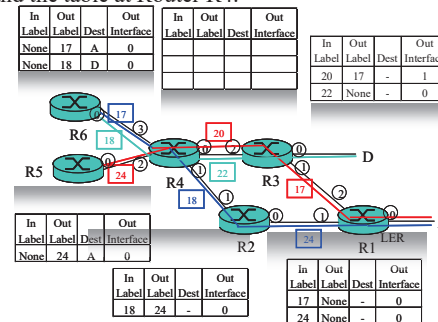 nd the table at Router R4.
In Out Out
Label Label Dest Interface
None 17 A 0
None 18 D 0
In Out Out
Label Label Dest Interface
In Out Out
Label Label Dest Interface
20 17 - 1
22 None - 0
R6
0
17
3
18
20
R5
0
24
2
R4
0
2
22
1
18
R3
0
1
D
17
2
1
0
R2
1
24
0
R1
LER
In Out Out
Label Label Dest Interface
None 24 A 0
In Out Out
Label Label Dest Interface
18 24 - 0
In Out Out
Label Label Dest Interface
17 None - 0
24 None - 0